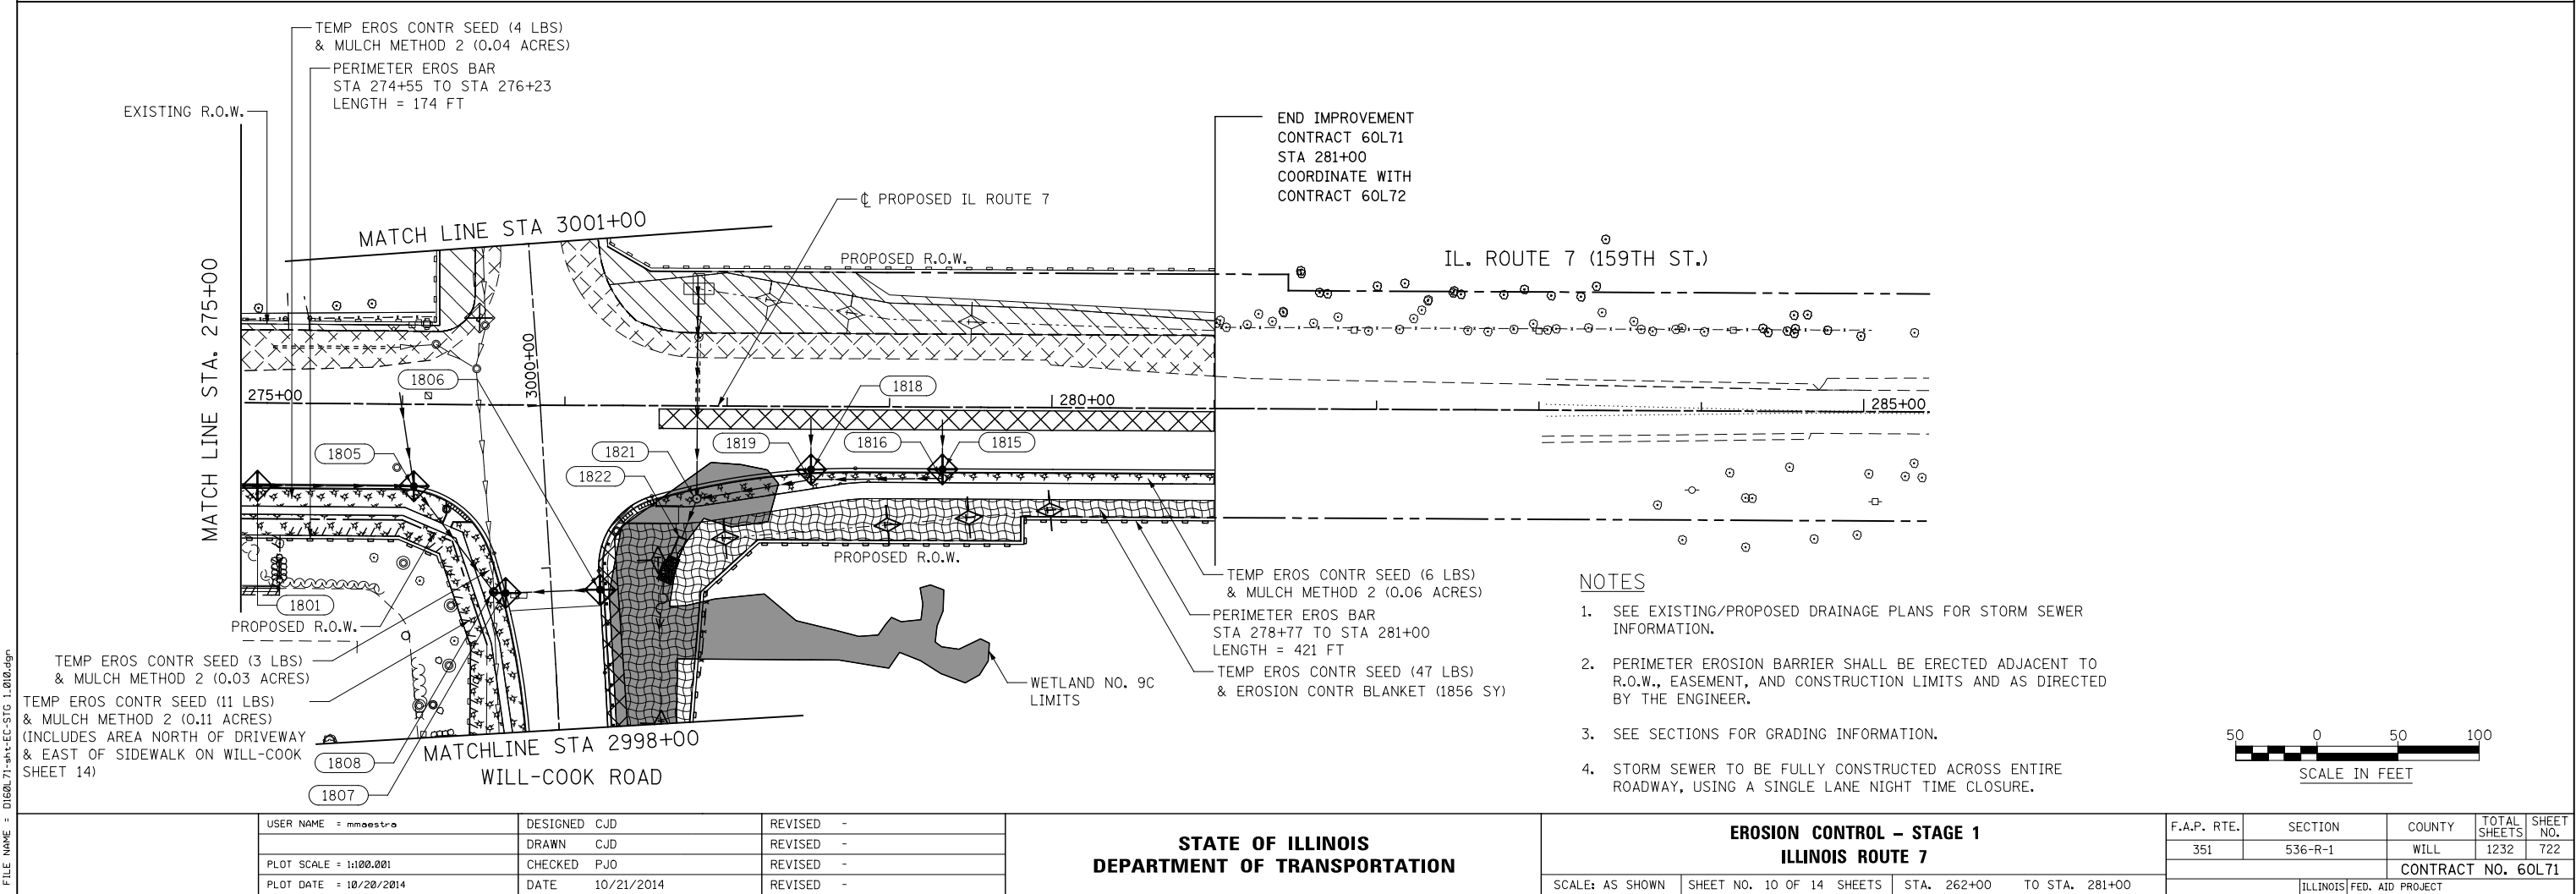 TEMP EROS CONTR SEED (4 LBS)
& MULCH METHOD 2 (0.04 ACRES)
PERIMETER EROS BAR
STA 274+55 TO STA 276+23
LENGTH = 174 FT
EXISTING R.O.W.
END IMPROVEMENT
CONTRACT 60L71
STA 281+00
COORDINATE WITH
CONTRACT 60L72
℄ PROPOSED IL ROUTE 7
MATCH LINE STA 3001+00
PROPOSED R.O.W.
IL. ROUTE 7 (159TH ST.)
MATCH LINE STA. 275+00
3000+00
1806
1818
275+00
280+00
285+00
1805
1821
1819
1816
1815
1822
PROPOSED R.O.W.
1801
PROPOSED R.O.W.
TEMP EROS CONTR SEED (3 LBS)
& MULCH METHOD 2 (0.03 ACRES)
TEMP EROS CONTR SEED (11 LBS)
& MULCH METHOD 2 (0.11 ACRES)
(INCLUDES AREA NORTH OF DRIVEWAY
& EAST OF SIDEWALK ON WILL-COOK
SHEET 14)
1808
1807
MATCHLINE STA 2998+00
WILL-COOK ROAD
WETLAND NO. 9C
LIMITS
TEMP EROS CONTR SEED (6 LBS)
& MULCH METHOD 2 (0.06 ACRES)
PERIMETER EROS BAR
STA 278+77 TO STA 281+00
LENGTH = 421 FT
TEMP EROS CONTR SEED (47 LBS)
& EROSION CONTR BLANKET (1856 SY)
NOTES
1. SEE EXISTING/PROPOSED DRAINAGE PLANS FOR STORM SEWER
INFORMATION.
2. PERIMETER EROSION BARRIER SHALL BE ERECTED ADJACENT TO
R.O.W., EASEMENT, AND CONSTRUCTION LIMITS AND AS DIRECTED
BY THE ENGINEER.
3. SEE SECTIONS FOR GRADING INFORMATION.
4. STORM SEWER TO BE FULLY CONSTRUCTED ACROSS ENTIRE
ROADWAY, USING A SINGLE LANE NIGHT TIME CLOSURE.
50 0 50 100
SCALE IN FEET
FILE NAME = D160L71-sht-EC-STG 1_010.dgn
USER NAME = mmaestra
PLOT SCALE = 1:100.001
PLOT DATE = 10/20/2014
DESIGNED CJD
DRAWN CJD
CHECKED PJO
DATE 10/21/2014
REVISED -
REVISED -
REVISED -
REVISED -
STATE OF ILLINOIS
DEPARTMENT OF TRANSPORTATION
EROSION CONTROL – STAGE 1
ILLINOIS ROUTE 7
SCALE: AS SHOWN SHEET NO. 10 OF 14 SHEETS STA. 262+00 TO STA. 281+00
F.A.P. RTE. SECTION COUNTY TOTAL SHEETS SHEET NO.
351 536-R-1 WILL 1232 722
CONTRACT NO. 60L71
ILLINOIS FED. AID PROJECT